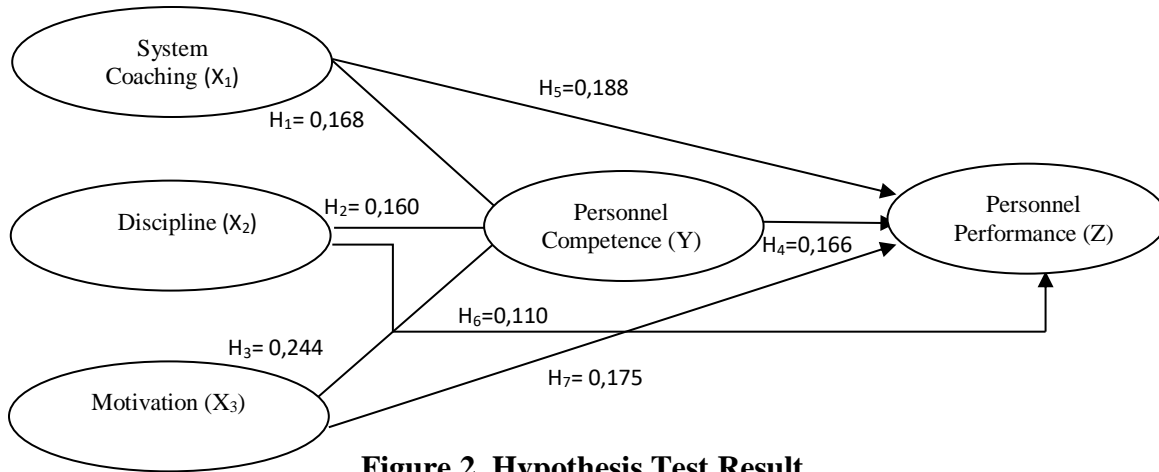 System
Coaching (X₁)
H₅=0,188
H₁= 0,168
Discipline (X₂)
H₂= 0,160
Personnel
Competence (Y)
Personnel
Performance (Z)
H₄=0,166
H₆=0,110
H₃= 0,244
H₇= 0,175
Motivation (X₃)
Figure 2. Hypothesis Test Result